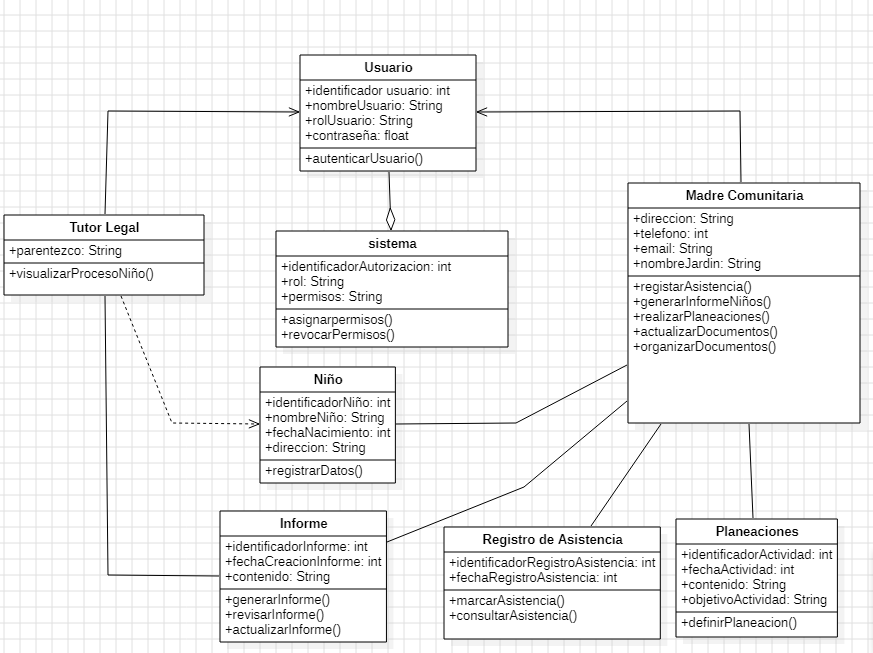 Usuario
+identificador usuario: int
+nombreUsuario: String
+rolUsuario: String
+contraseña: float
+autenticarUsuario()
Tutor Legal
+parentezco: String
+visualizarProcesoNiño()
sistema
+identificadorAutorizacion: int
+rol: String
+permisos: String
+asignarpermisos()
+revocarPermisos()
Madre Comunitaria
+direccion: String
+telefono: int
+email: String
+nombreJardin: String
+registarAsistencia()
+generarInformeNiños()
+realizarPlaneaciones()
+actualizarDocumentos()
+organizarDocumentos()
Niño
+identificadorNiño: int
+nombreNiño: String
+fechaNacimiento: int
+direccion: String
+registrarDatos()
Informe
+identificadorInforme: int
+fechaCreacionInforme: int
+contenido: String
+generarInforme()
+revisarInforme()
+actualizarInforme()
Registro de Asistencia
+identificadorRegistroAsistencia: int
+fechaRegistroAsistencia: int
+marcarAsistencia()
+consultarAsistencia()
Planeaciones
+identificadorActividad: int
+fechaActividad: int
+contenido: String
+objetivoActividad: String
+definirPlaneacion()